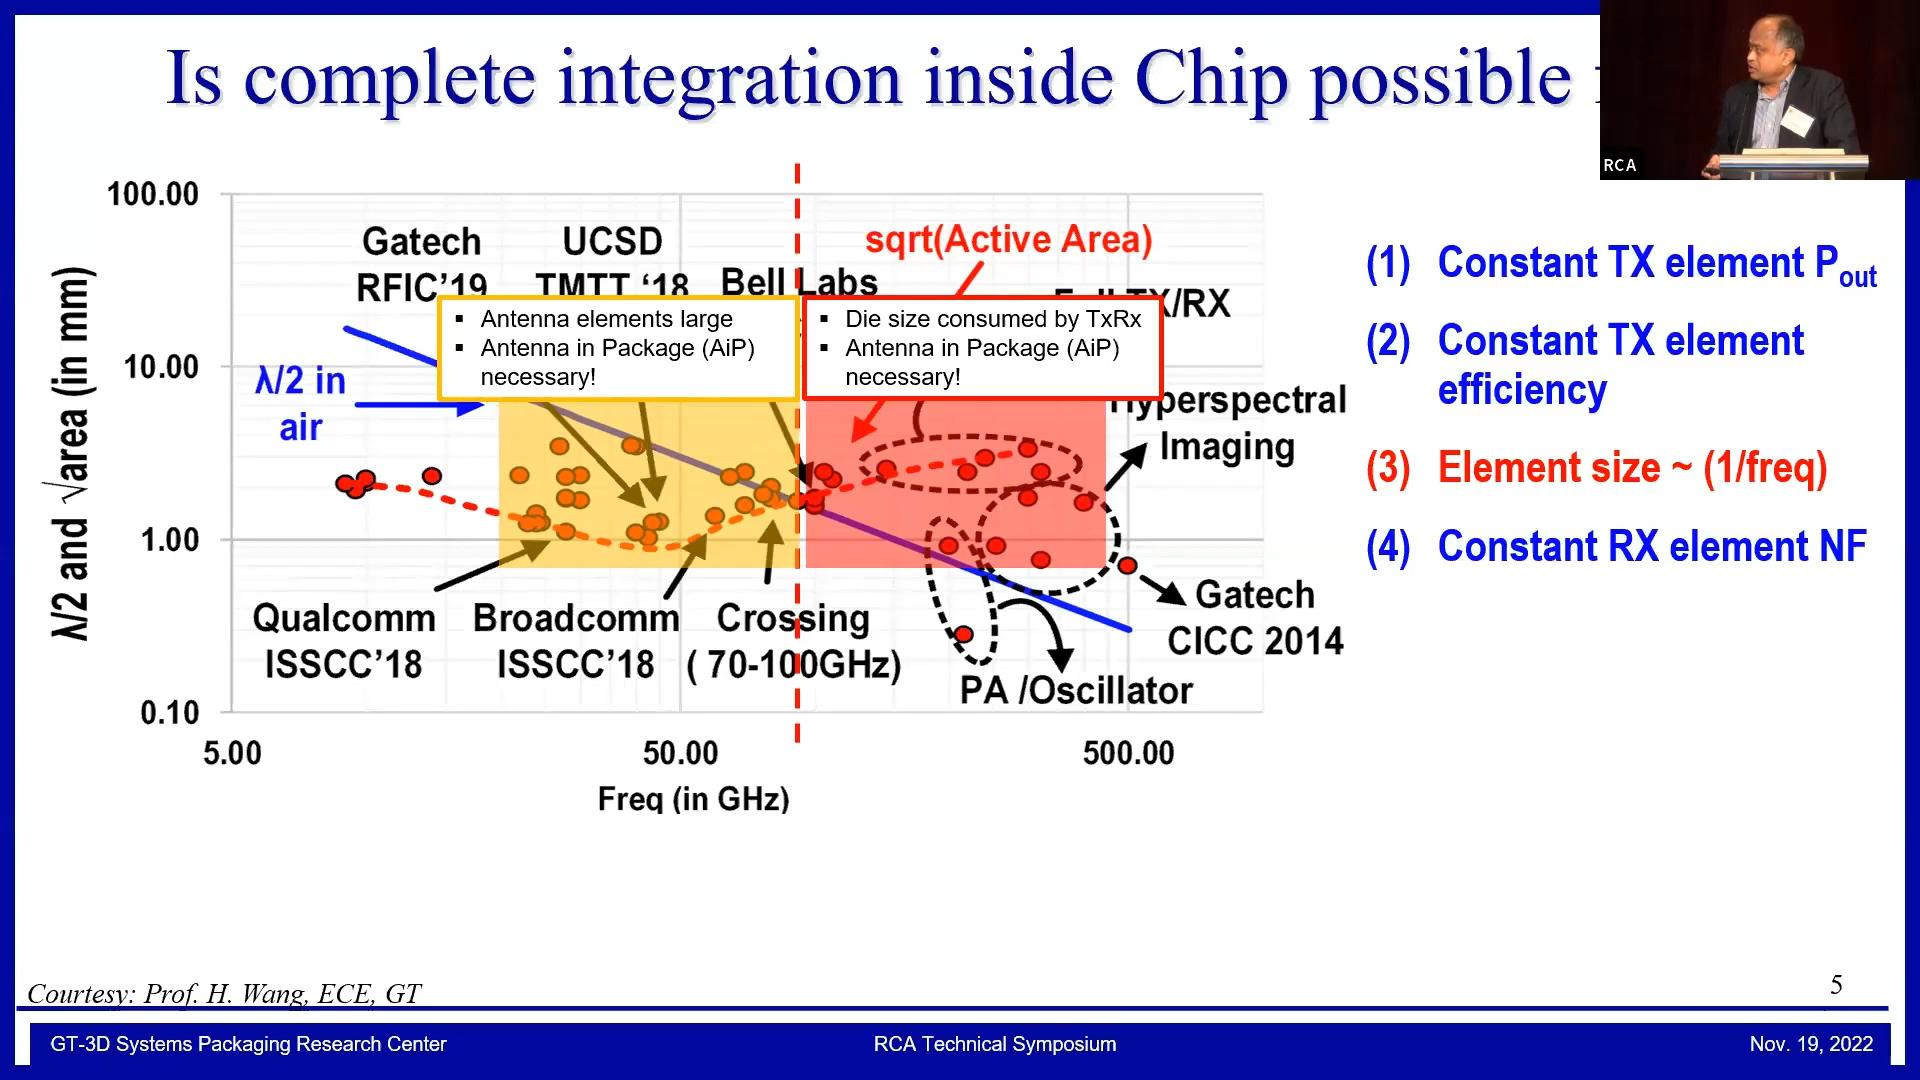 Is complete integration inside Chip possible
RCA
100.00
10.00
1.00
0.10
λ/2 and √area (in mm)
5.00
50.00
500.00
Freq (in GHz)
Gatech
RFIC'19
UCSD
TMTT ‘18
Bell Labs
sqrt(Active Area)
TX/RX
λ/2 in
air
▪ Antenna elements large
▪ Antenna in Package (AiP)
necessary!
▪ Die size consumed by TxRx
▪ Antenna in Package (AiP)
necessary!
Hyperspectral
Imaging
Qualcomm
ISSCC'18
Broadcomm
ISSCC'18
Crossing
( 70-100GHz)
PA /Oscillator
Gatech
CICC 2014
(1) Constant TX element Pout
(2) Constant TX element
efficiency
(3) Element size ~ (1/freq)
(4) Constant RX element NF
Courtesy: Prof. H. Wang, ECE, GT
5
GT-3D Systems Packaging Research Center
RCA Technical Symposium
Nov. 19, 2022